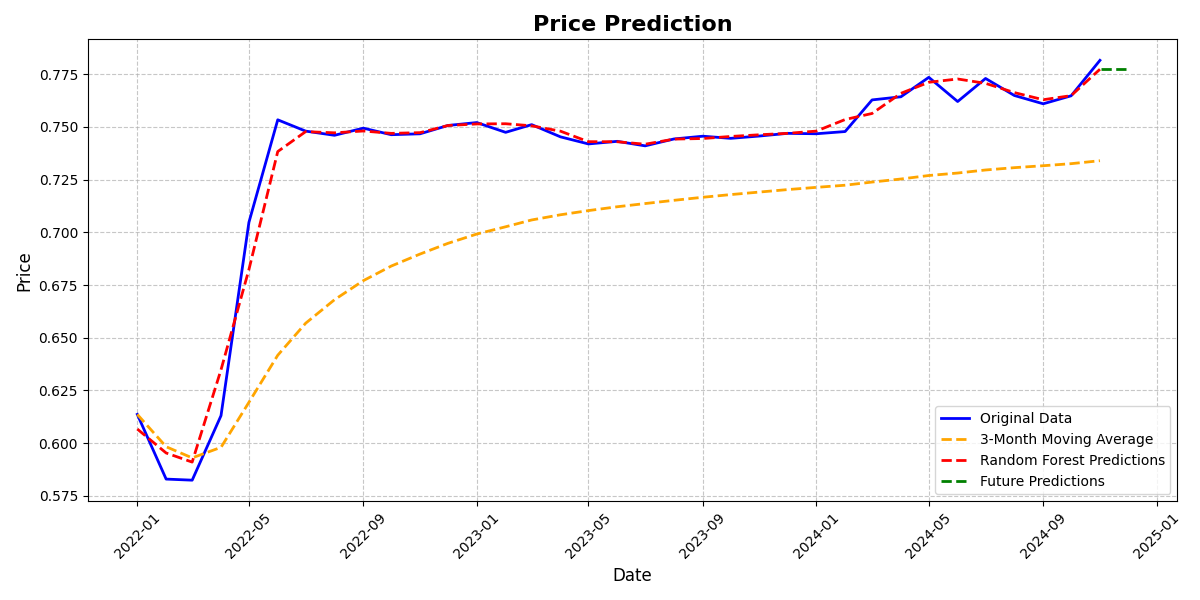 Price Prediction
Price
0.775
0.750
0.725
0.700
0.675
0.650
0.625
0.600
0.575
Original Data
3-Month Moving Average
Random Forest Predictions
Future Predictions
2022-01
2022-05
2022-09
2023-01
2023-05
2023-09
2024-01
2024-05
2024-09
2025-01
Date